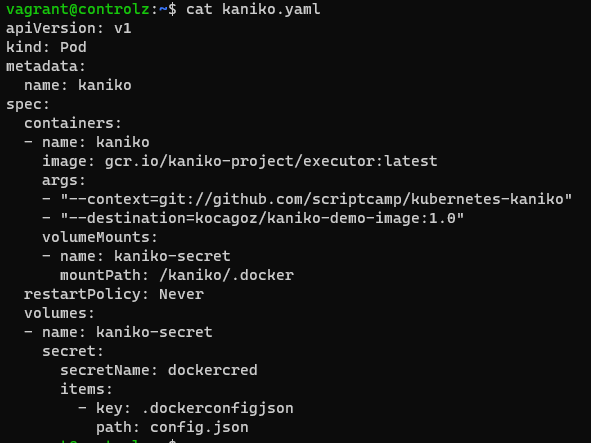 vagrant@controlz:~$ cat kaniko.yaml
apiVersion: v1
kind: Pod
metadata:
  name: kaniko
spec:
  containers:
  - name: kaniko
    image: gcr.io/kaniko-project/executor:latest
    args:
    - "--context=git://github.com/scriptcamp/kubernetes-kaniko"
    - "--destination=kocagoz/kaniko-demo-image:1.0"
    volumeMounts:
    - name: kaniko-secret
      mountPath: /kaniko/.docker
  restartPolicy: Never
  volumes:
  - name: kaniko-secret
    secret:
      secretName: dockercred
      items:
        - key: .dockerconfigjson
          path: config.json